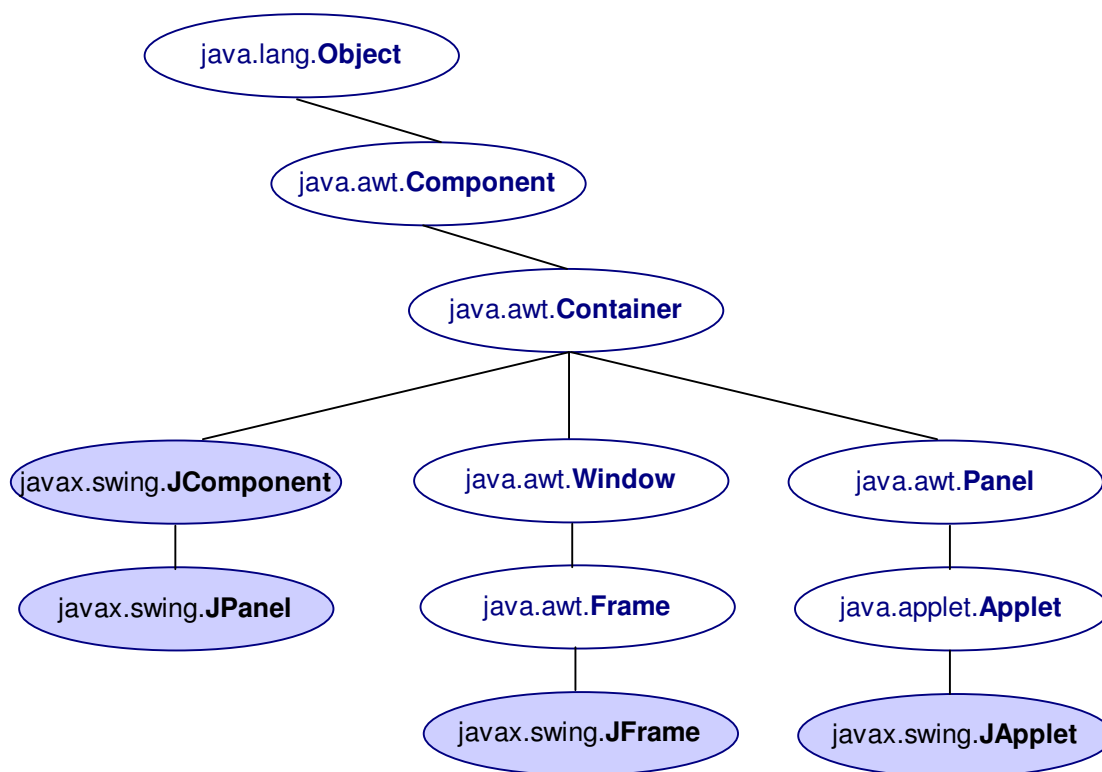 java.lang.Object
java.awt.Component
java.awt.Container
javax.swing.JComponent
java.awt.Window
java.awt.Panel
javax.swing.JPanel
java.awt.Frame
java.applet.Applet
javax.swing.JFrame
javax.swing.JApplet